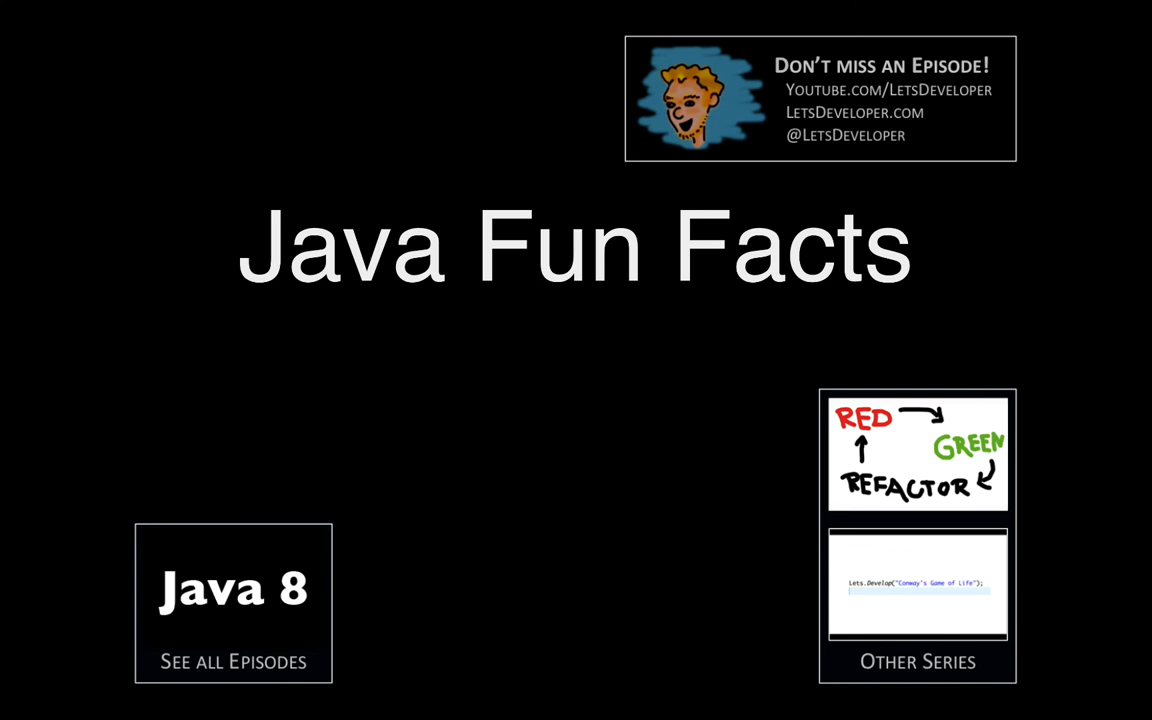 DON'T MISS AN EPISODE!
YOUTUBE.COM/LETSDEVELOPER
LETSDEVELOPER.COM
@LETSDEVELOPER
Java Fun Facts
RED
GREEN
REFACTOR
Lets.Develop("Conway's Game of Life");
Java 8
SEE ALL EPISODES
OTHER SERIES